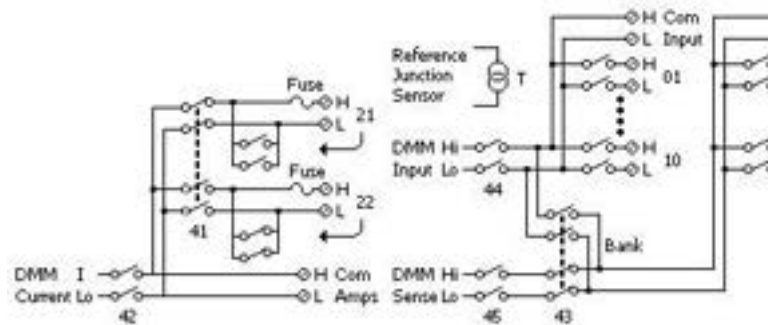 H Com
L Input
Reference
Junction
Sensor
T
H
L
01
Fuse
H
L
21
DMM Hi
Input Lo
H
L
10
44
Fuse
H
L
22
41
Bank
DMM I
Current Lo
H Com
L Amps
42
DMM Hi
Sense Lo
45
43